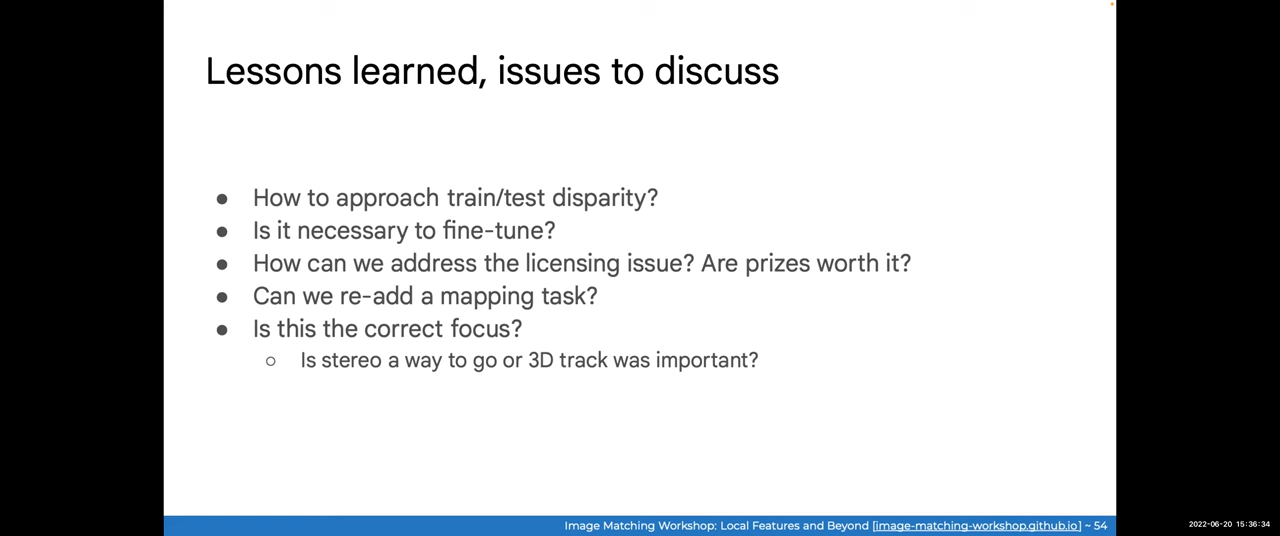 Lessons learned, issues to discuss
● How to approach train/test disparity?
● Is it necessary to fine-tune?
● How can we address the licensing issue? Are prizes worth it?
● Can we re-add a mapping task?
● Is this the correct focus?
○ Is stereo a way to go or 3D track was important?
Image Matching Workshop: Local Features and Beyond [image-matching-workshop.github.io] ~ 54
2022-06-20 15:36:34